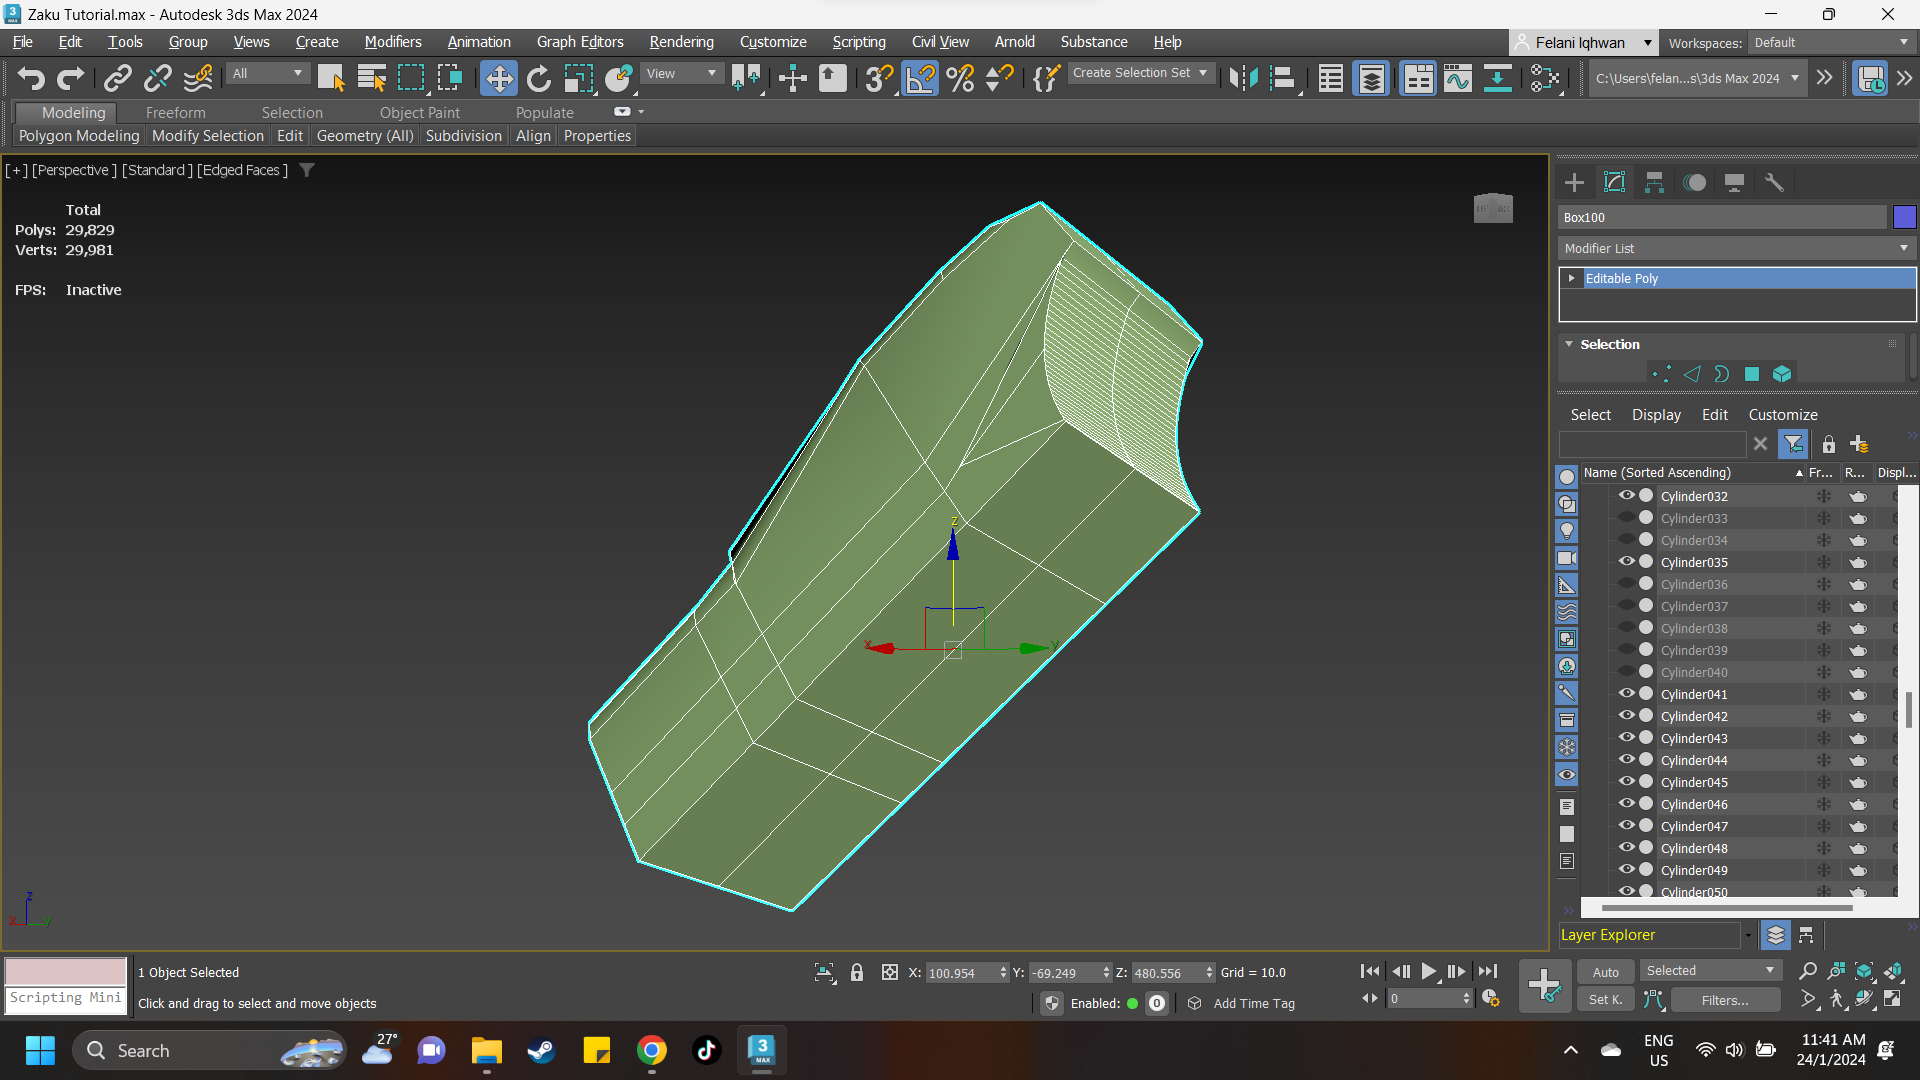 Zaku Tutorial.max - Autodesk 3ds Max 2024
File Edit Tools Group Views Create Modifiers Animation Graph Editors Rendering Customize Scripting Civil View Arnold Substance Help
Felani Iqhwan Workspaces: Default
All View Create Selection Set C:\Users\felan...s\3ds Max 2024
Modeling Freeform Selection Object Paint Populate
Polygon Modeling Modify Selection Edit Geometry (All) Subdivision Align Properties
[+] [Perspective ] [Standard ] [Edged Faces ]
Total
Polys: 29,829
Verts: 29,981
FPS: Inactive
z
x
y
z
x
y
Box100
Modifier List
Editable Poly
Selection
Select Display Edit Customize
Name (Sorted Ascending) Fr... R... Displ...
Cylinder032
Cylinder033
Cylinder034
Cylinder035
Cylinder036
Cylinder037
Cylinder038
Cylinder039
Cylinder040
Cylinder041
Cylinder042
Cylinder043
Cylinder044
Cylinder045
Cylinder046
Cylinder047
Cylinder048
Cylinder049
Cylinder050
Layer Explorer
1 Object Selected X: 100.954 Y: -69.249 Z: 480.556 Grid = 10.0 Auto Selected
Scripting Mini
Click and drag to select and move objects Enabled: 0 Add Time Tag 0 Set K. Filters...
Search 27° 3 MAX ENG US 11:41 AM 24/1/2024